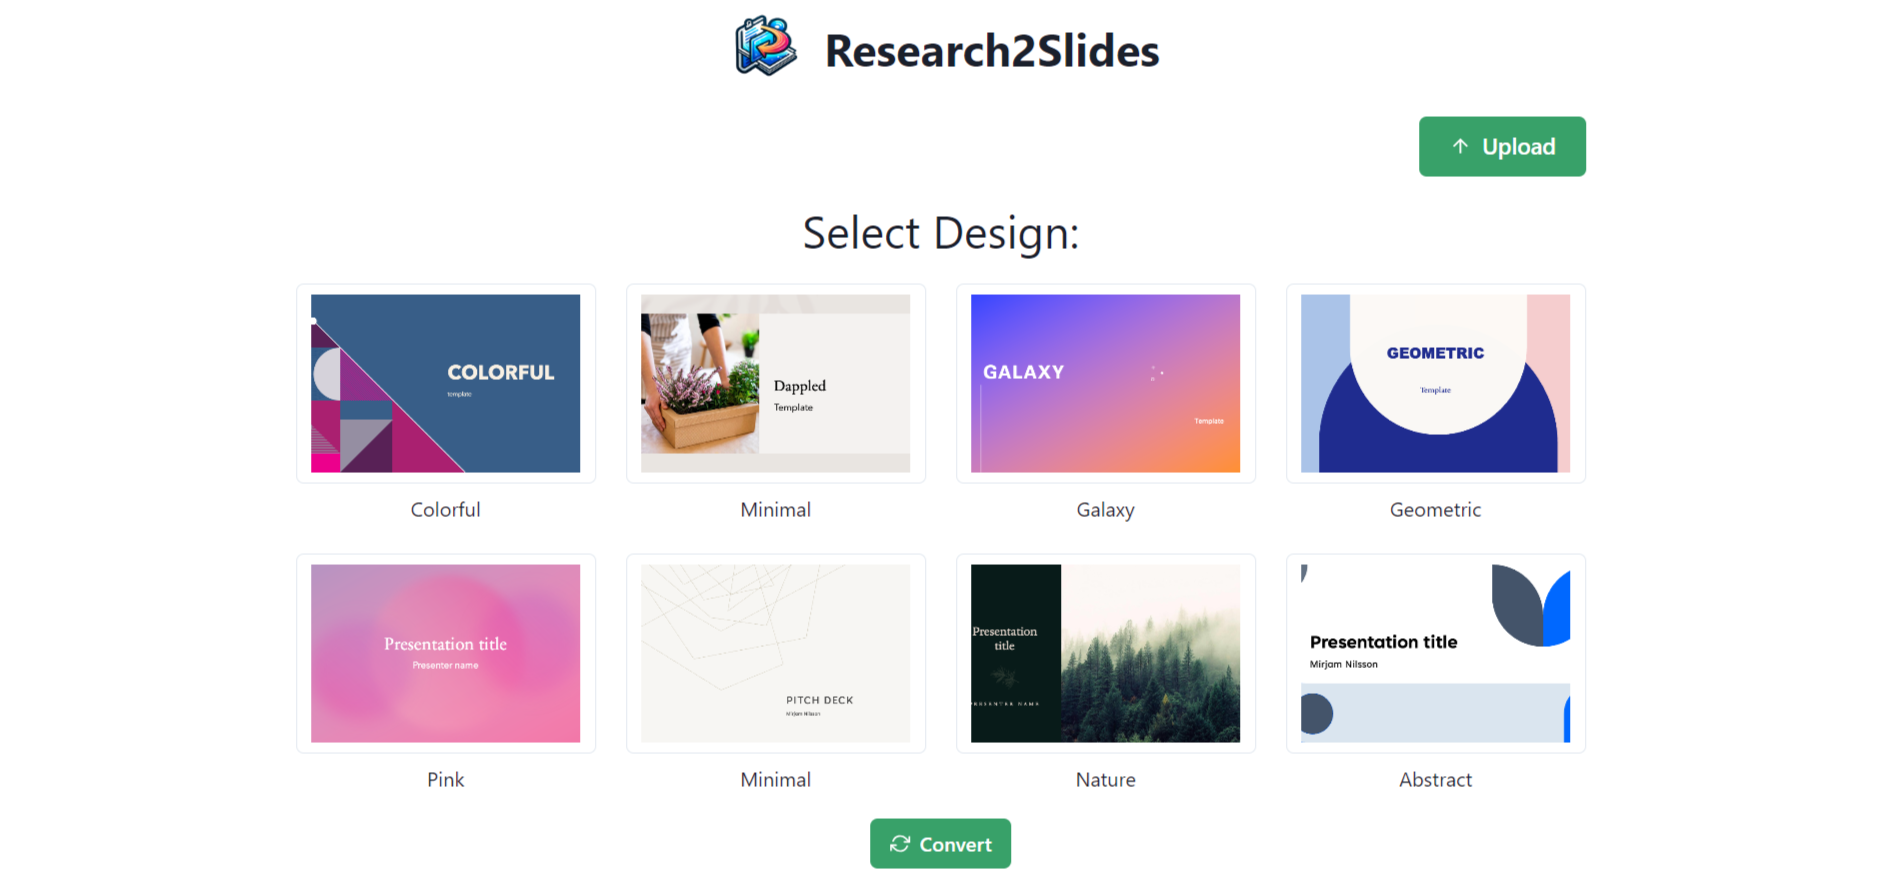 Research2Slides
Upload
Select Design:
COLORFUL
template
Dappled
Template
GALAXY
Template
GEOMETRIC
Template
Colorful
Minimal
Galaxy
Geometric
Presentation title
Presenter name
PITCH DECK
Mirjam Nilsson
Presentation
title
PRESENTER NAME
Presentation title
Mirjam Nilsson
Pink
Minimal
Nature
Abstract
Convert